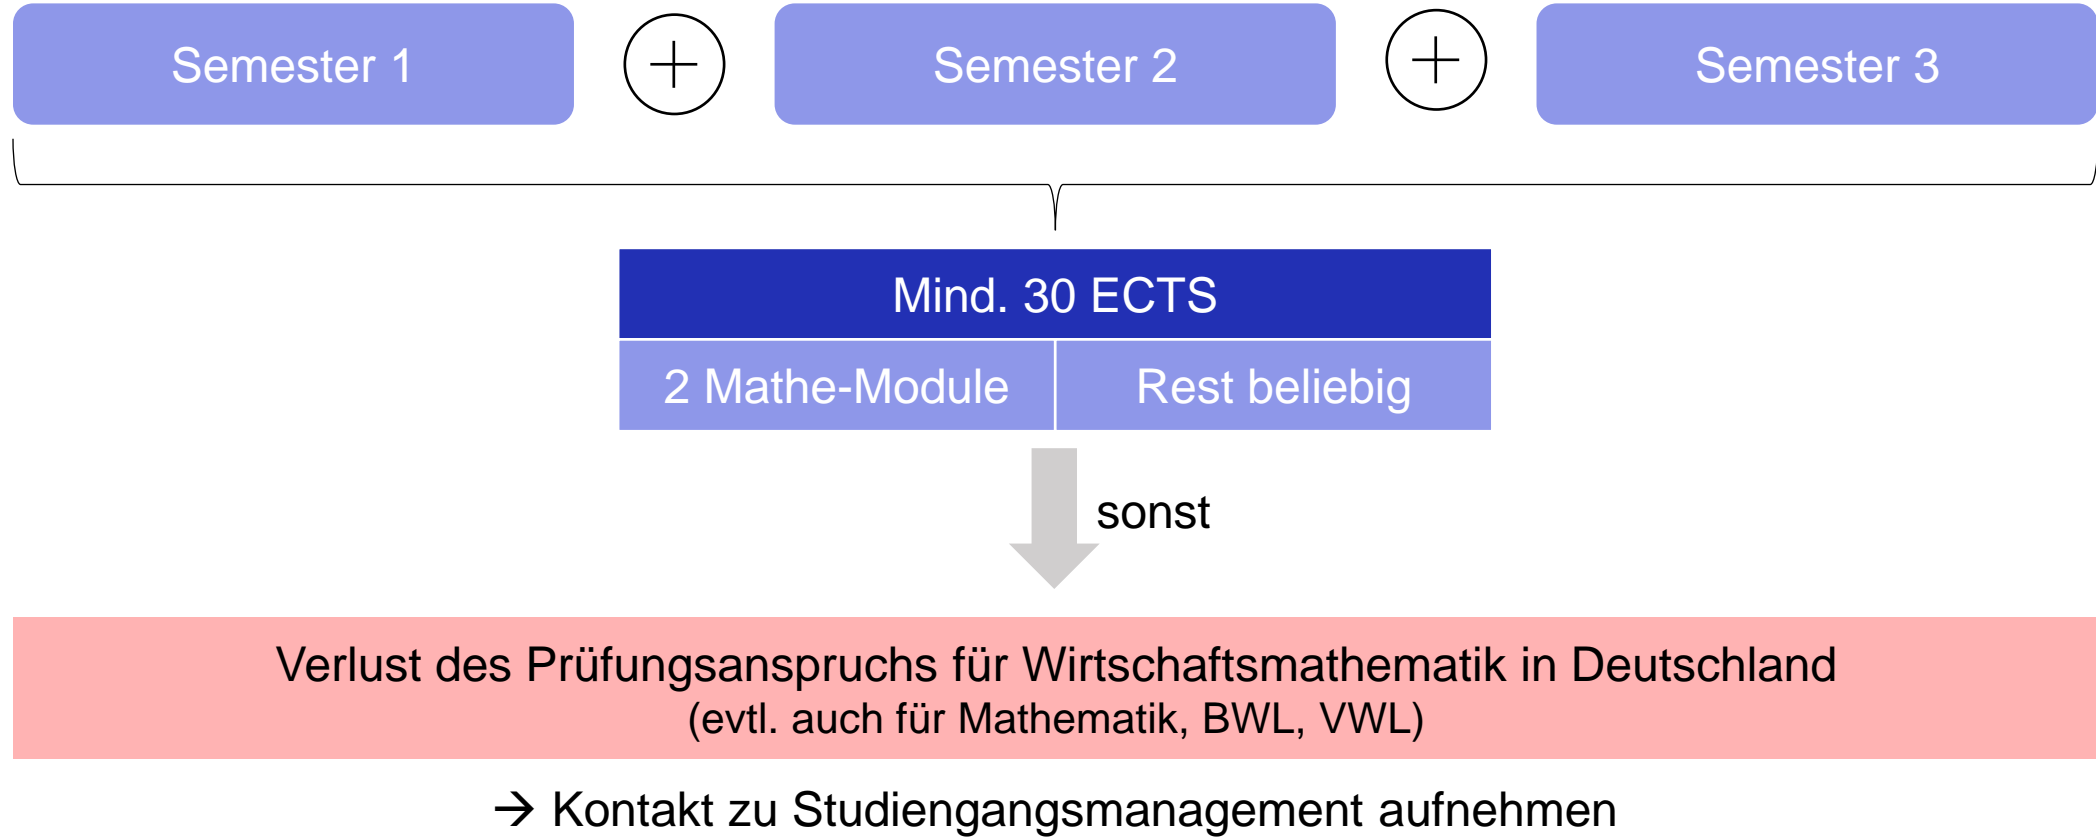 Semester 1
Semester 2
Semester 3
Mind. 30 ECTS
2 Mathe-Module
Rest beliebig
sonst
Verlust des Prüfungsanspruchs für Wirtschaftsmathematik in Deutschland
(evtl. auch für Mathematik, BWL, VWL)
→ Kontakt zu Studiengangsmanagement aufnehmen